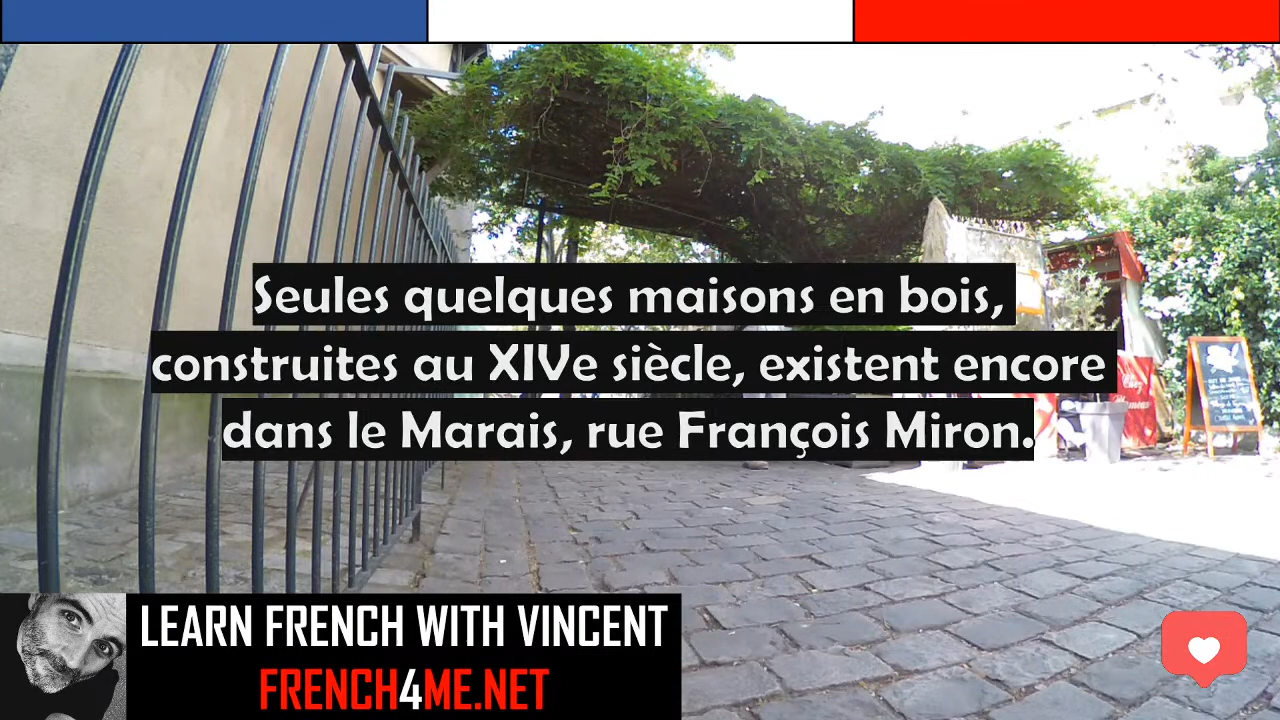 Seules quelques maisons en bois,
construites au XIVe siècle, existent encore
dans le Marais, rue François Miron.
Chez
LEARN FRENCH WITH VINCENT
FRENCH4ME.NET